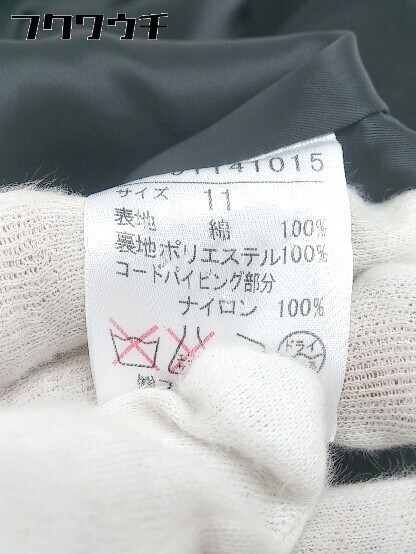 フクワウチ
01141015
サイズ 11
表地 綿 100%
裏地ポリエステル100%
コードパイピング部分
ナイロン 100%
ドライ